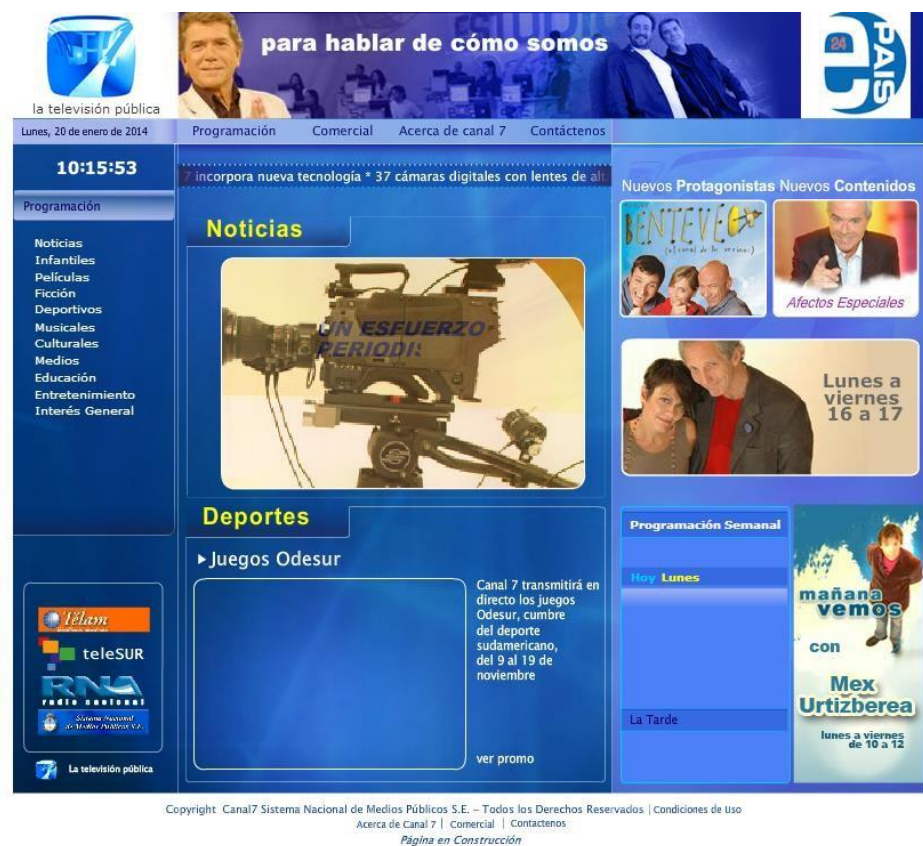 la televisión pública
para hablar de cómo somos
PAIS
24
e
Lunes, 20 de enero de 2014
Programación Comercial Acerca de canal 7 Contáctenos
10:15:53
7 incorpora nueva tecnología * 37 cámaras digitales con lentes de alt
Programación
Noticias
Infantiles
Películas
Ficción
Deportivos
Musicales
Culturales
Medios
Educación
Entretenimiento
Interés General
Télam
teleSUR
RNA
radio nacional
Sistema Nacional
de Medios Públicos S.E.
La televisión pública
Noticias
UN ESFUERZO
PERIODIS
Deportes
Juegos Odesur
Canal 7 transmitirá en
directo los juegos
Odesur, cumbre
del deporte
sudamericano,
del 9 al 19 de
noviembre
ver promo
Nuevos Protagonistas Nuevos Contenidos
BENTEVEO
(el canal de los vecinos)
Afectos Especiales
Lunes a
viernes
16 a 17
Programación Semanal
Hoy Lunes
La Tarde
mañana
vemos
con
Mex
Urtizberea
lunes a viernes
de 10 a 12
Copyright Canal7 Sistema Nacional de Medios Públicos S.E. – Todos los Derechos Reservados | Condiciones de Uso
Acerca de Canal 7 | Comercial | Contactenos
Página en Construcción